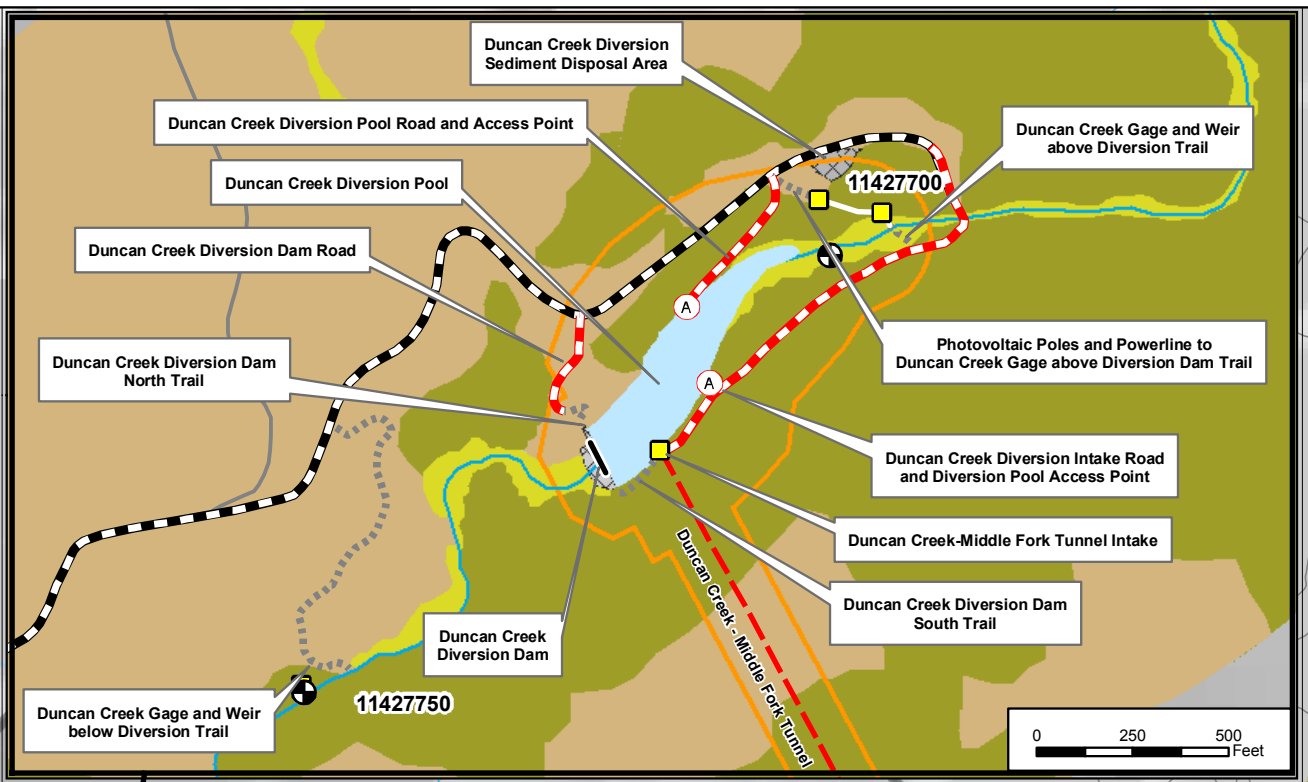 Duncan Creek Diversion
Sediment Disposal Area
Duncan Creek Diversion Pool Road and Access Point
Duncan Creek Gage and Weir
above Diversion Trail
Duncan Creek Diversion Pool
11427700
Duncan Creek Diversion Dam Road
A
Photovoltaic Poles and Powerline to
Duncan Creek Gage above Diversion Dam Trail
Duncan Creek Diversion Dam
North Trail
A
Duncan Creek Diversion Intake Road
and Diversion Pool Access Point
Duncan Creek-Middle Fork Tunnel Intake
Duncan Creek - Middle Fork Tunnel
Duncan Creek Diversion Dam
South Trail
Duncan Creek
Diversion Dam
11427750
Duncan Creek Gage and Weir
below Diversion Trail
0 250 500
Feet